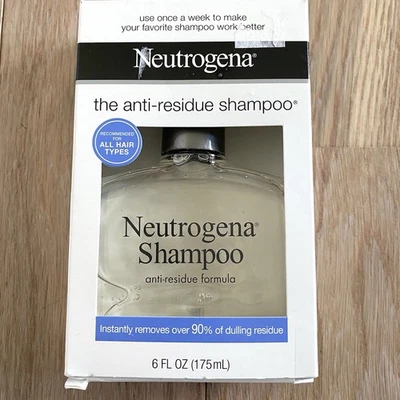 use once a week to make
your favorite shampoo work better
Neutrogena®
the anti-residue shampoo®
RECOMMENDED
FOR
ALL HAIR
TYPES
Neutrogena®
Shampoo
anti-residue formula
Instantly removes over 90% of dulling residue
6 FL OZ (175mL)